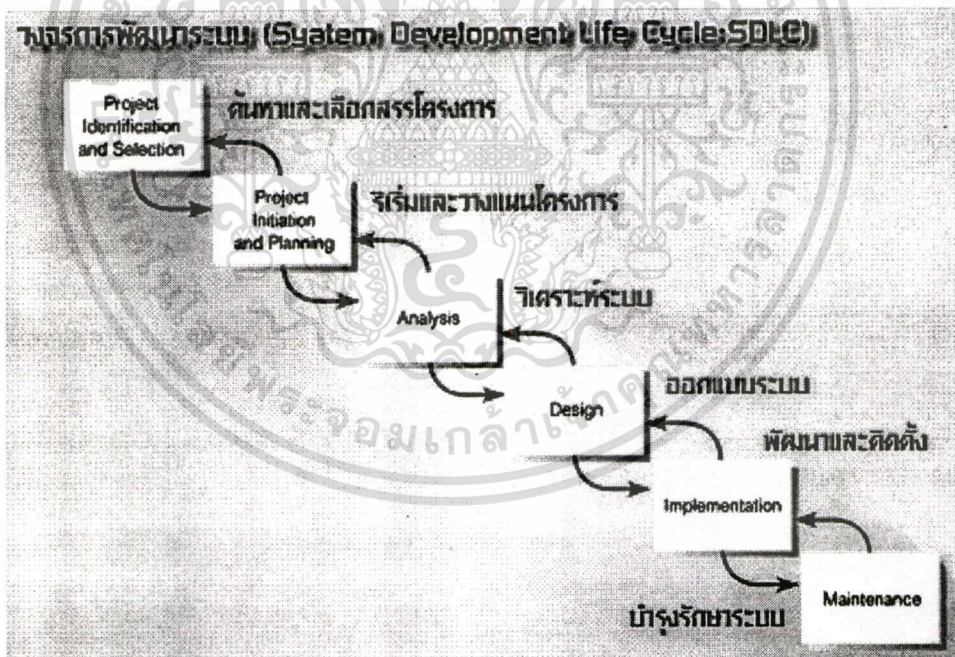 วงจรการพัฒนาระบบ (Syatem Development Life Cycle:SDLC)
Project
Identification
and Selection
ค้นหาและเลือกสรรโครงการ
Project
Initiation
and Planning
ริเริ่มและวางแผนโครงการ
Analysis
วิเคราะห์ระบบ
Design
ออกแบบระบบ
พัฒนาและติดตั้ง
Implementation
Maintenance
บำรุงรักษาระบบ